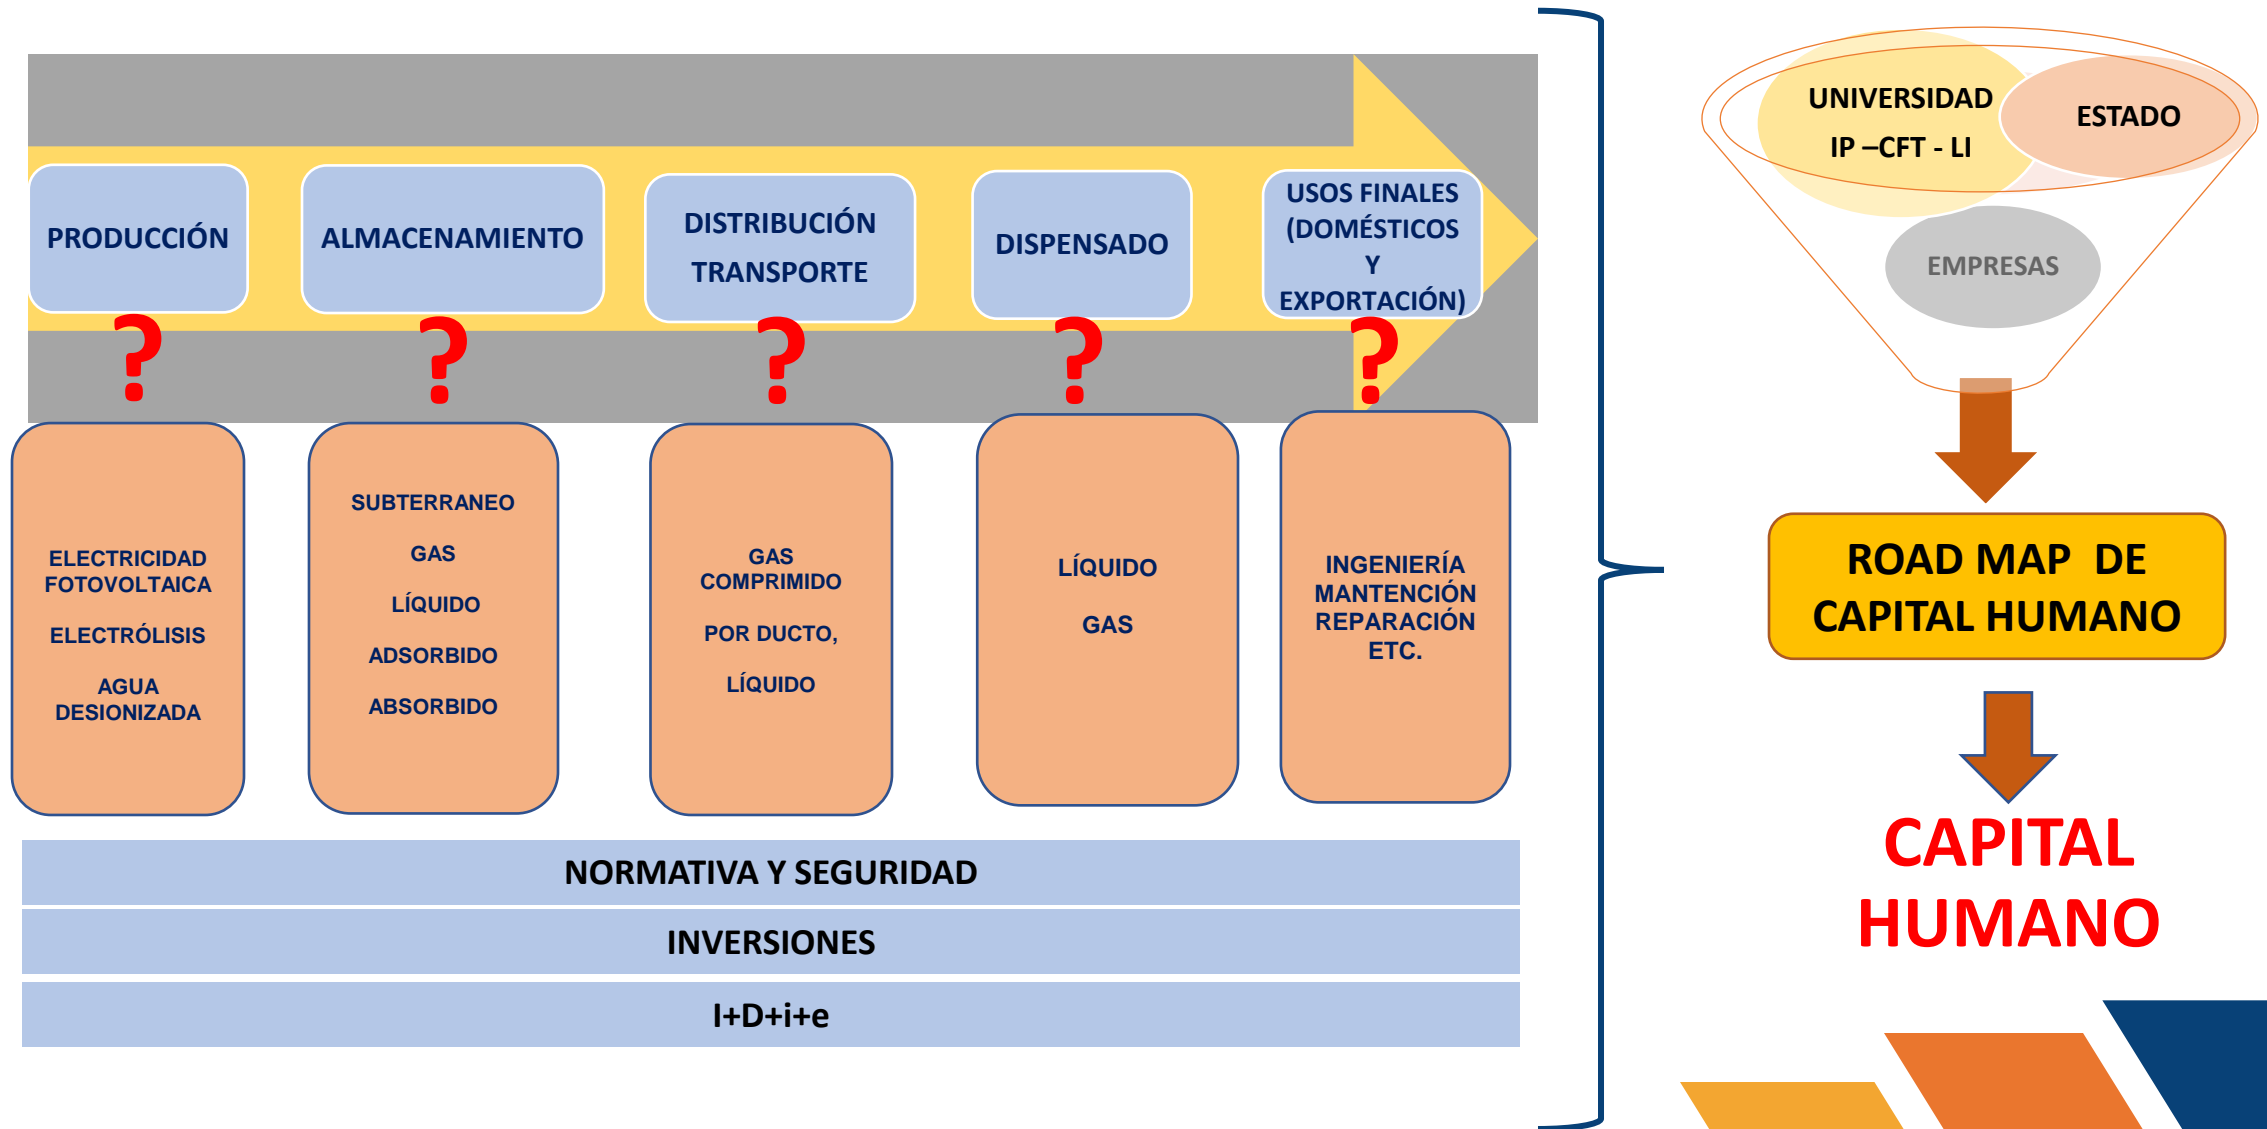 PRODUCCIÓN
ALMACENAMIENTO
DISTRIBUCIÓN
TRANSPORTE
DISPENSADO
USOS FINALES
(DOMÉSTICOS
Y
EXPORTACIÓN)
?
?
?
?
?
ELECTRICIDAD
FOTOVOLTAICA
ELECTRÓLISIS
AGUA
DESIONIZADA
SUBTERRANEO
GAS
LÍQUIDO
ADSORBIDO
ABSORBIDO
GAS
COMPRIMIDO
POR DUCTO,
LÍQUIDO
LÍQUIDO
GAS
INGENIERÍA
MANTENCIÓN
REPARACIÓN
ETC.
NORMATIVA Y SEGURIDAD
INVERSIONES
I+D+i+e
UNIVERSIDAD
IP –CFT - LI
ESTADO
EMPRESAS
ROAD MAP DE
CAPITAL HUMANO
CAPITAL
HUMANO